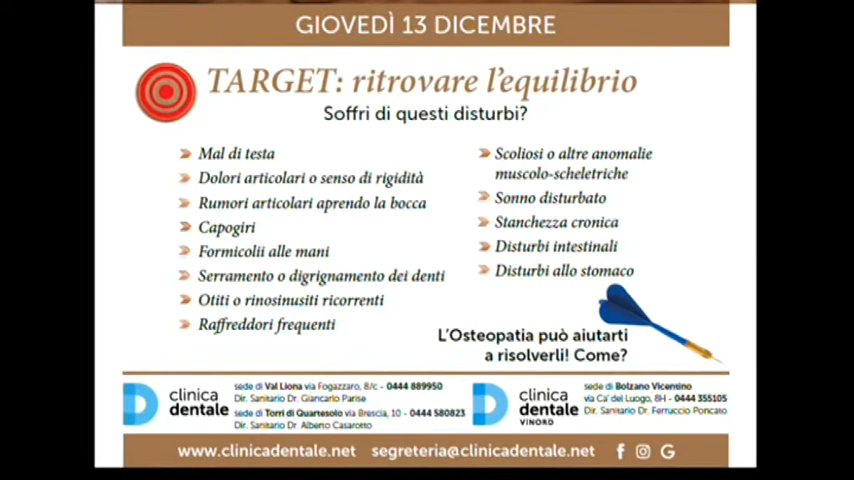 GIOVEDÌ 13 DICEMBRE
TARGET: ritrovare l'equilibrio
Soffri di questi disturbi?
Mal di testa
Dolori articolari o senso di rigidità
Rumori articolari aprendo la bocca
Capogiri
Formicolii alle mani
Serramento o digrignamento dei denti
Otiti o rinosinusiti ricorrenti
Raffreddori frequenti
Scoliosi o altre anomalie
muscolo-scheletriche
Sonno disturbato
Stanchezza cronica
Disturbi intestinali
Disturbi allo stomaco
L'Osteopatia può aiutarti
a risolverli! Come?
clinica
dentale
sede di Val Liona via Fogazzaro, 8/c - 0444 889950
Dir. Sanitario Dr. Giancarlo Parise
sede di Torri di Quartesolo via Brescia, 10 - 0444 580823
Dir. Sanitario Dr. Alberto Casarotto
clinica
dentale
VINORD
sede di Bolzano Vicentino
via Ca' del Luogo, 8H - 0444 355105
Dir. Sanitario Dr. Ferruccio Poncato
www.clinicadentale.net segreteria@clinicadentale.net